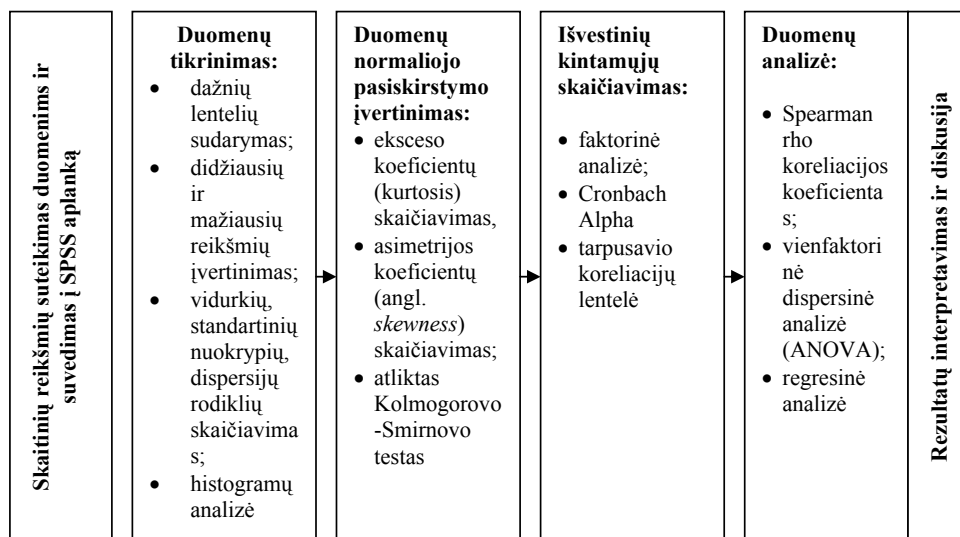 Skaitinių reikšmių suteikimas duomenims ir
suvedimas į SPSS aplanką
Duomenų
tikrinimas:
• dažnių
lentelių
sudarymas;
• didžiausių
ir
mažiausių
reikšmių
įvertinimas;
• vidurkių,
standartinių
nuokrypių,
dispersijų
rodiklių
skaičiavimas
s;
• histogramų
analizė
Duomenų
normaliojo
pasiskirstymo
įvertinimas:
• eksceso
koeficientų
(kurtosis)
skaičiavimas,
• asimetrijos
koeficientų
(angl.
skewness)
skaičiavimas;
• atliktas
Kolmogorovo
-Smirnovo
testas
Išvestinių
kintamųjų
skaičiavimas:
• faktorinė
analizė;
• Cronbach
Alpha
• tarpusavio
koreliacijų
lentelė
Duomenų
analizė:
• Spearman
rho
koreliacijos
koeficienta
s;
• vienfaktori
nė
dispersinė
analizė
(ANOVA);
• regresinė
analizė
Rezultatų interpretavimas ir diskusija